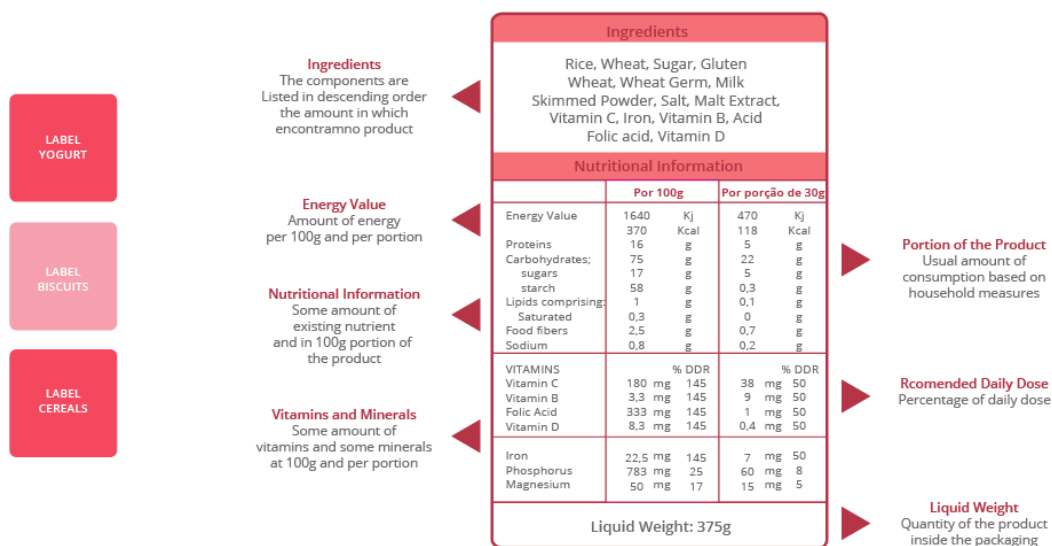 LABEL
YOGURT
LABEL
BISCUITS
LABEL
CEREALS
Ingredients
The components are
Listed in descending order
the amount in which
encontramno product
Energy Value
Amount of energy
per 100g and per portion
Nutritional Information
Some amount of
existing nutrient
and in 100g portion of
the product
Vitamins and Minerals
Some amount of
vitamins and some minerals
at 100g and per portion
Ingredients
Rice, Wheat, Sugar, Gluten
Wheat, Wheat Germ, Milk
Skimmed Powder, Salt, Malt Extract,
Vitamin C, Iron, Vitamin B, Acid
Folic acid, Vitamin D
Nutritional Information
Por 100g Por porção de 30g
Energy Value 1640 Kj 470 Kj
370 Kcal 118 Kcal
Proteins 16 g 5 g
Carbohydrates; 75 g 22 g
sugars 17 g 5 g
starch 58 g 0,3 g
Lipids comprising: 1 g 0,1 g
Saturated 0,3 g 0 g
Food fibers 2,5 g 0,7 g
Sodium 0,8 g 0,2 g
VITAMINS % DDR % DDR
Vitamin C 180 mg 145 38 mg 50
Vitamin B 3,3 mg 145 9 mg 50
Folic Acid 333 mg 145 1 mg 50
Vitamin D 8,3 mg 145 0,4 mg 50
Iron 22,5 mg 145 7 mg 50
Phosphorus 783 mg 25 60 mg 8
Magnesium 50 mg 17 15 mg 5
Liquid Weight: 375g
Portion of the Product
Usual amount of
consumption based on
household measures
Rcomended Daily Dose
Percentage of daily dose
Liquid Weight
Quantity of the product
inside the packaging